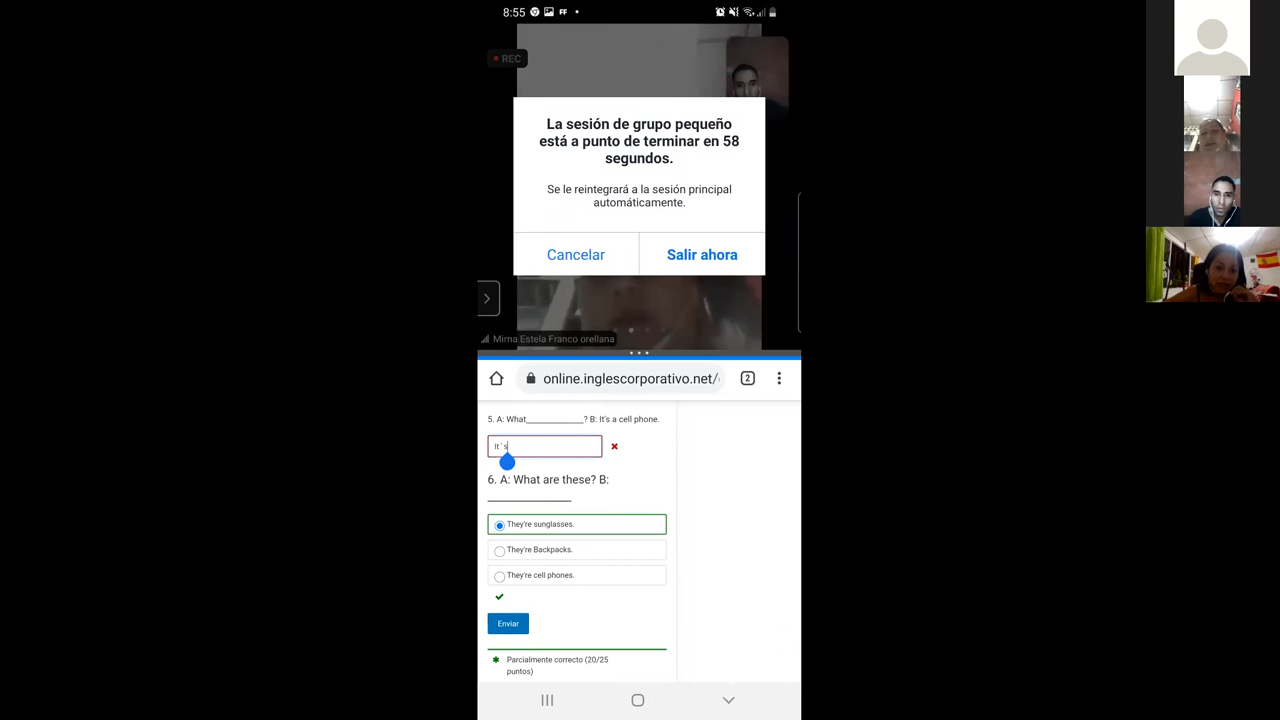 8:55
REC
La sesión de grupo pequeño
está a punto de terminar en 58
segundos.
Se le reintegrará a la sesión principal
automáticamente.
Cancelar
Salir ahora
Mirna Estela Franco orellana
online.inglescorporativo.net/
2
5. A: What____________? B: It's a cell phone.
It`s
6. A: What are these? B:
_______________
They're sunglasses.
They're Backpacks.
They're cell phones.
Enviar
Parcialmente correcto (20/25
puntos)